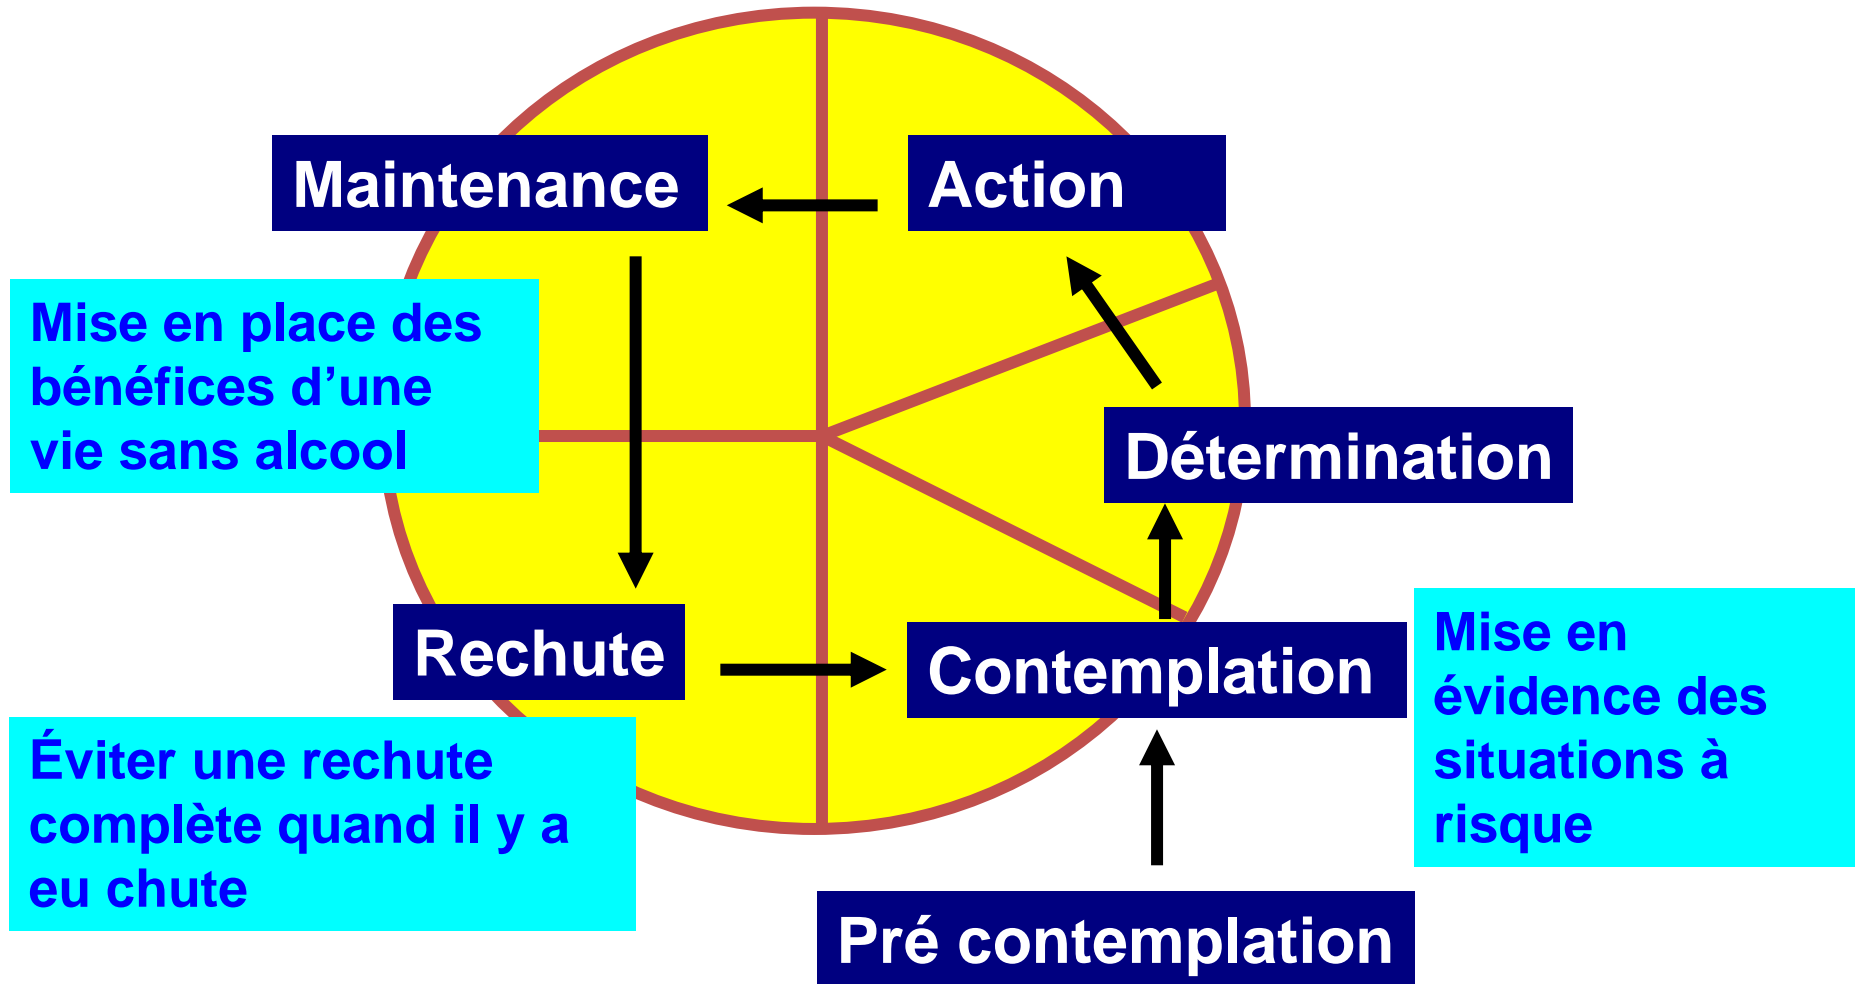 Maintenance
Action
Mise en place des
bénéfices d’une
vie sans alcool
Détermination
Rechute
Contemplation
Mise en
évidence des
situations à
risque
Éviter une rechute
complète quand il y a
eu chute
Pré contemplation